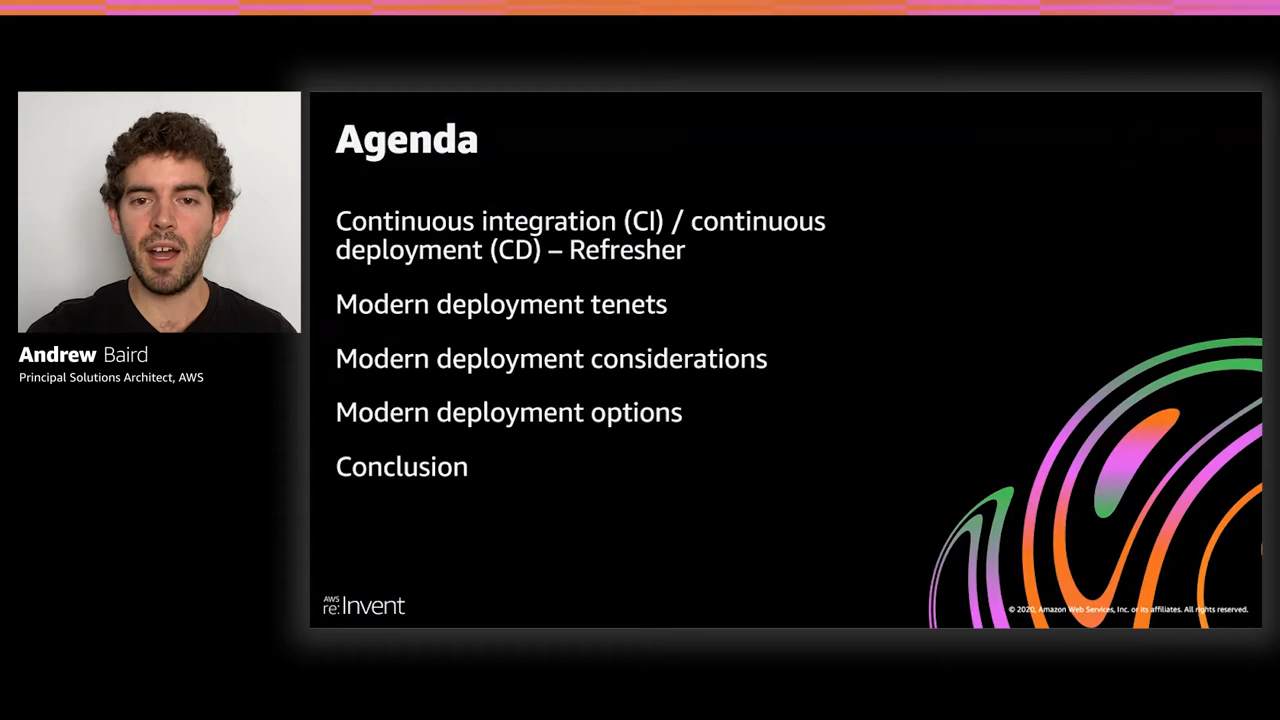 Agenda
Continuous integration (CI) / continuous
deployment (CD) – Refresher
Modern deployment tenets
Modern deployment considerations
Modern deployment options
Conclusion
Andrew Baird
Principal Solutions Architect, AWS
AWS
re:Invent
© 2020, Amazon Web Services, Inc. or its affiliates. All rights reserved.